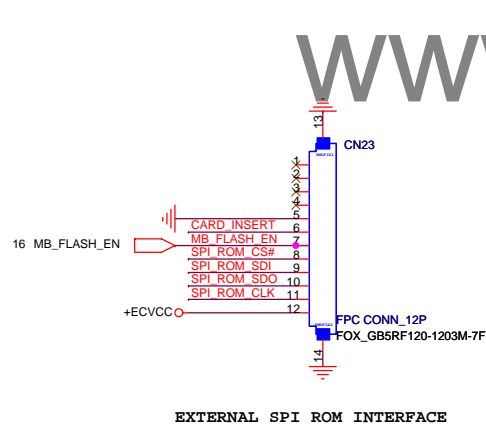 WWW
13
CN23
1
2
3
4
5
CARD_INSERT 6
16 MB_FLASH_EN MB_FLASH_EN 7
SPI_ROM_CS# 8
SPI_ROM_SDI 9
SPI_ROM_SDO 10
SPI_ROM_CLK 11
+ECVCC 12
FPC CONN_12P
FOX_GB5RF120-1203M-7F
14
EXTERNAL SPI ROM INTERFACE